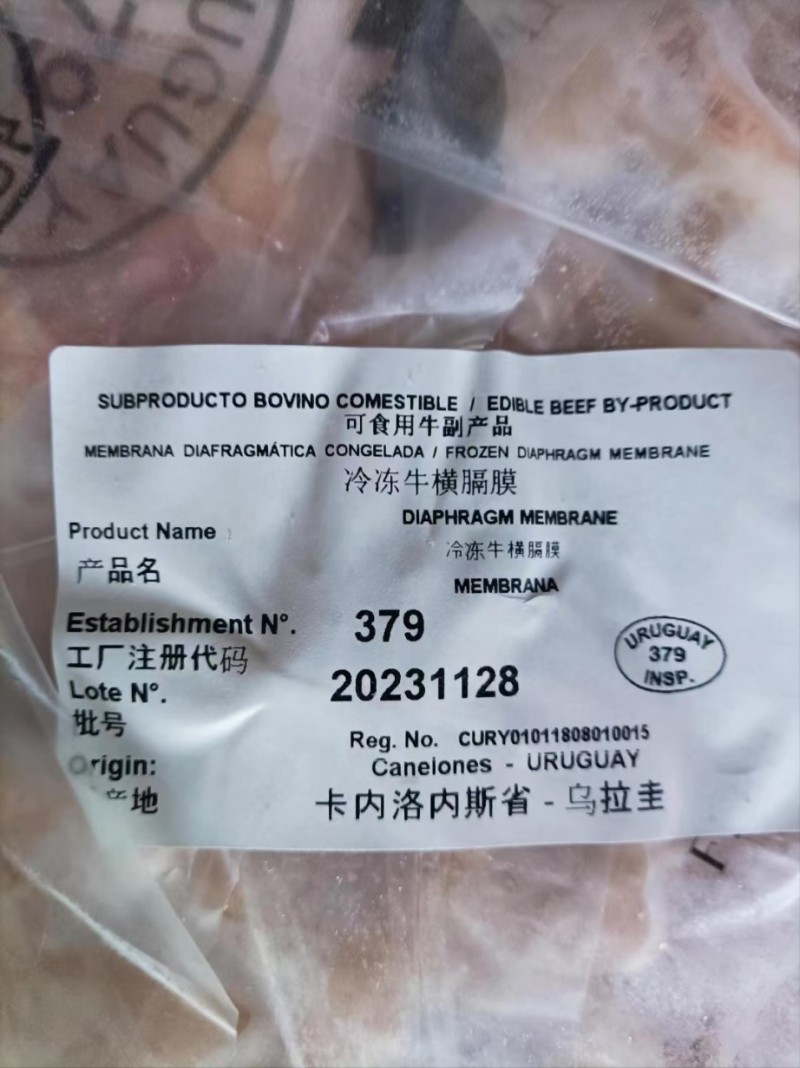 URUGUAY
SUBPRODUCTO BOVINO COMESTIBLE / EDIBLE BEEF BY-PRODUCT
可食用牛副产品
MEMBRANA DIAFRAGMÁTICA CONGELADA / FROZEN DIAPHRAGM MEMBRANE
冷冻牛横膈膜
Product Name DIAPHRAGM MEMBRANE
产品名 冷冻牛横膈膜
MEMBRANA
Establishment N°. 379
工厂注册代码
URUGUAY
379
INSP.
Lote N°. 20231128
批号
Reg. No. CURY01011808010015
Origin: Canelones - URUGUAY
产地 卡内洛内斯省 - 乌拉圭